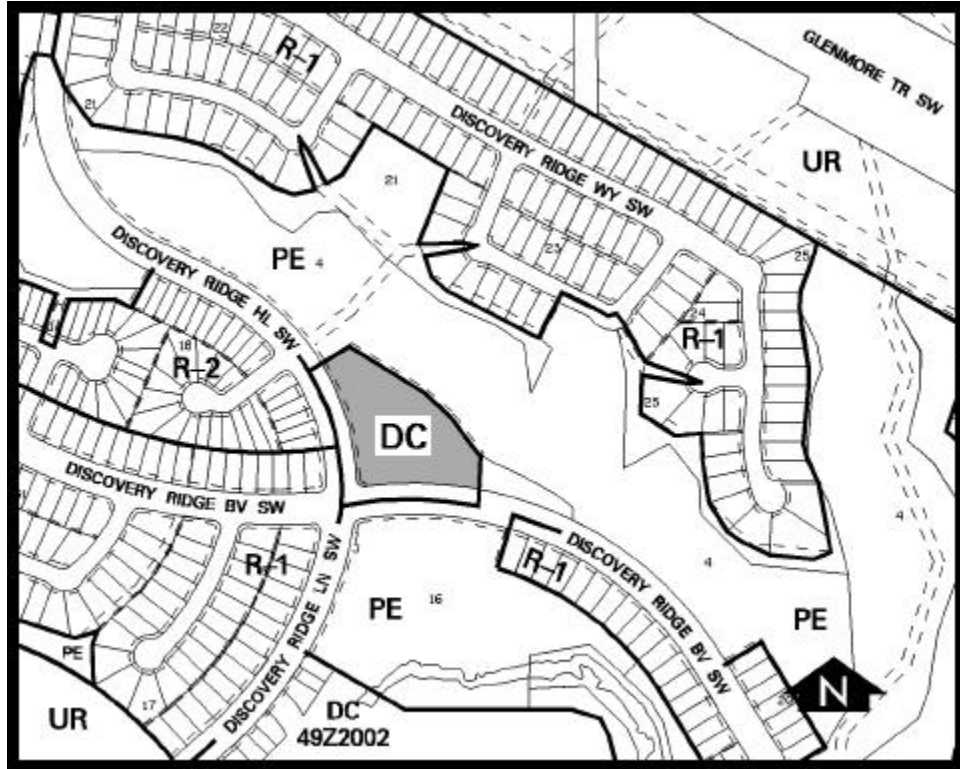 22
R-1
GLENMORE TR SW
21
DISCOVERY RIDGE WY SW
UR
21
DISCOVERY RIDGE HL SW
PE 4
23
25
24
R-1
18
R-2
25
DC
DISCOVERY RIDGE BV SW
4
R-1
DISCOVERY RIDGE LN SW
R-1
DISCOVERY RIDGE BV SW
4
PE 16
PE
PE
N
17
UR
DC
49Z2002